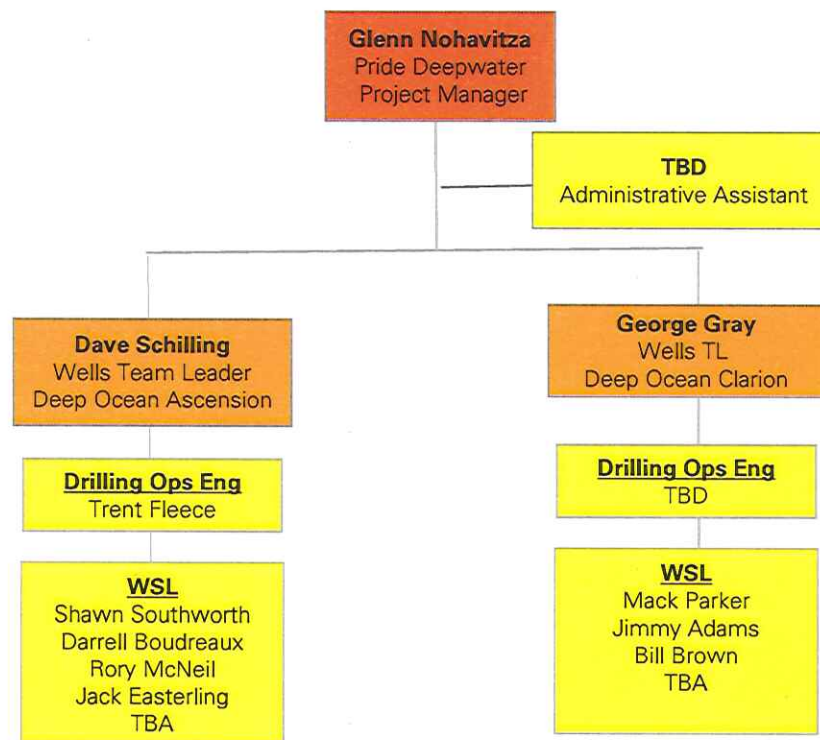 Glenn Nohavitza
Pride Deepwater
Project Manager
TBD
Administrative Assistant
Dave Schilling
Wells Team Leader
Deep Ocean Ascension
George Gray
Wells TL
Deep Ocean Clarion
Drilling Ops Eng
Trent Fleece
Drilling Ops Eng
TBD
WSL
Shawn Southworth
Darrell Boudreaux
Rory McNeil
Jack Easterling
TBA
WSL
Mack Parker
Jimmy Adams
Bill Brown
TBA